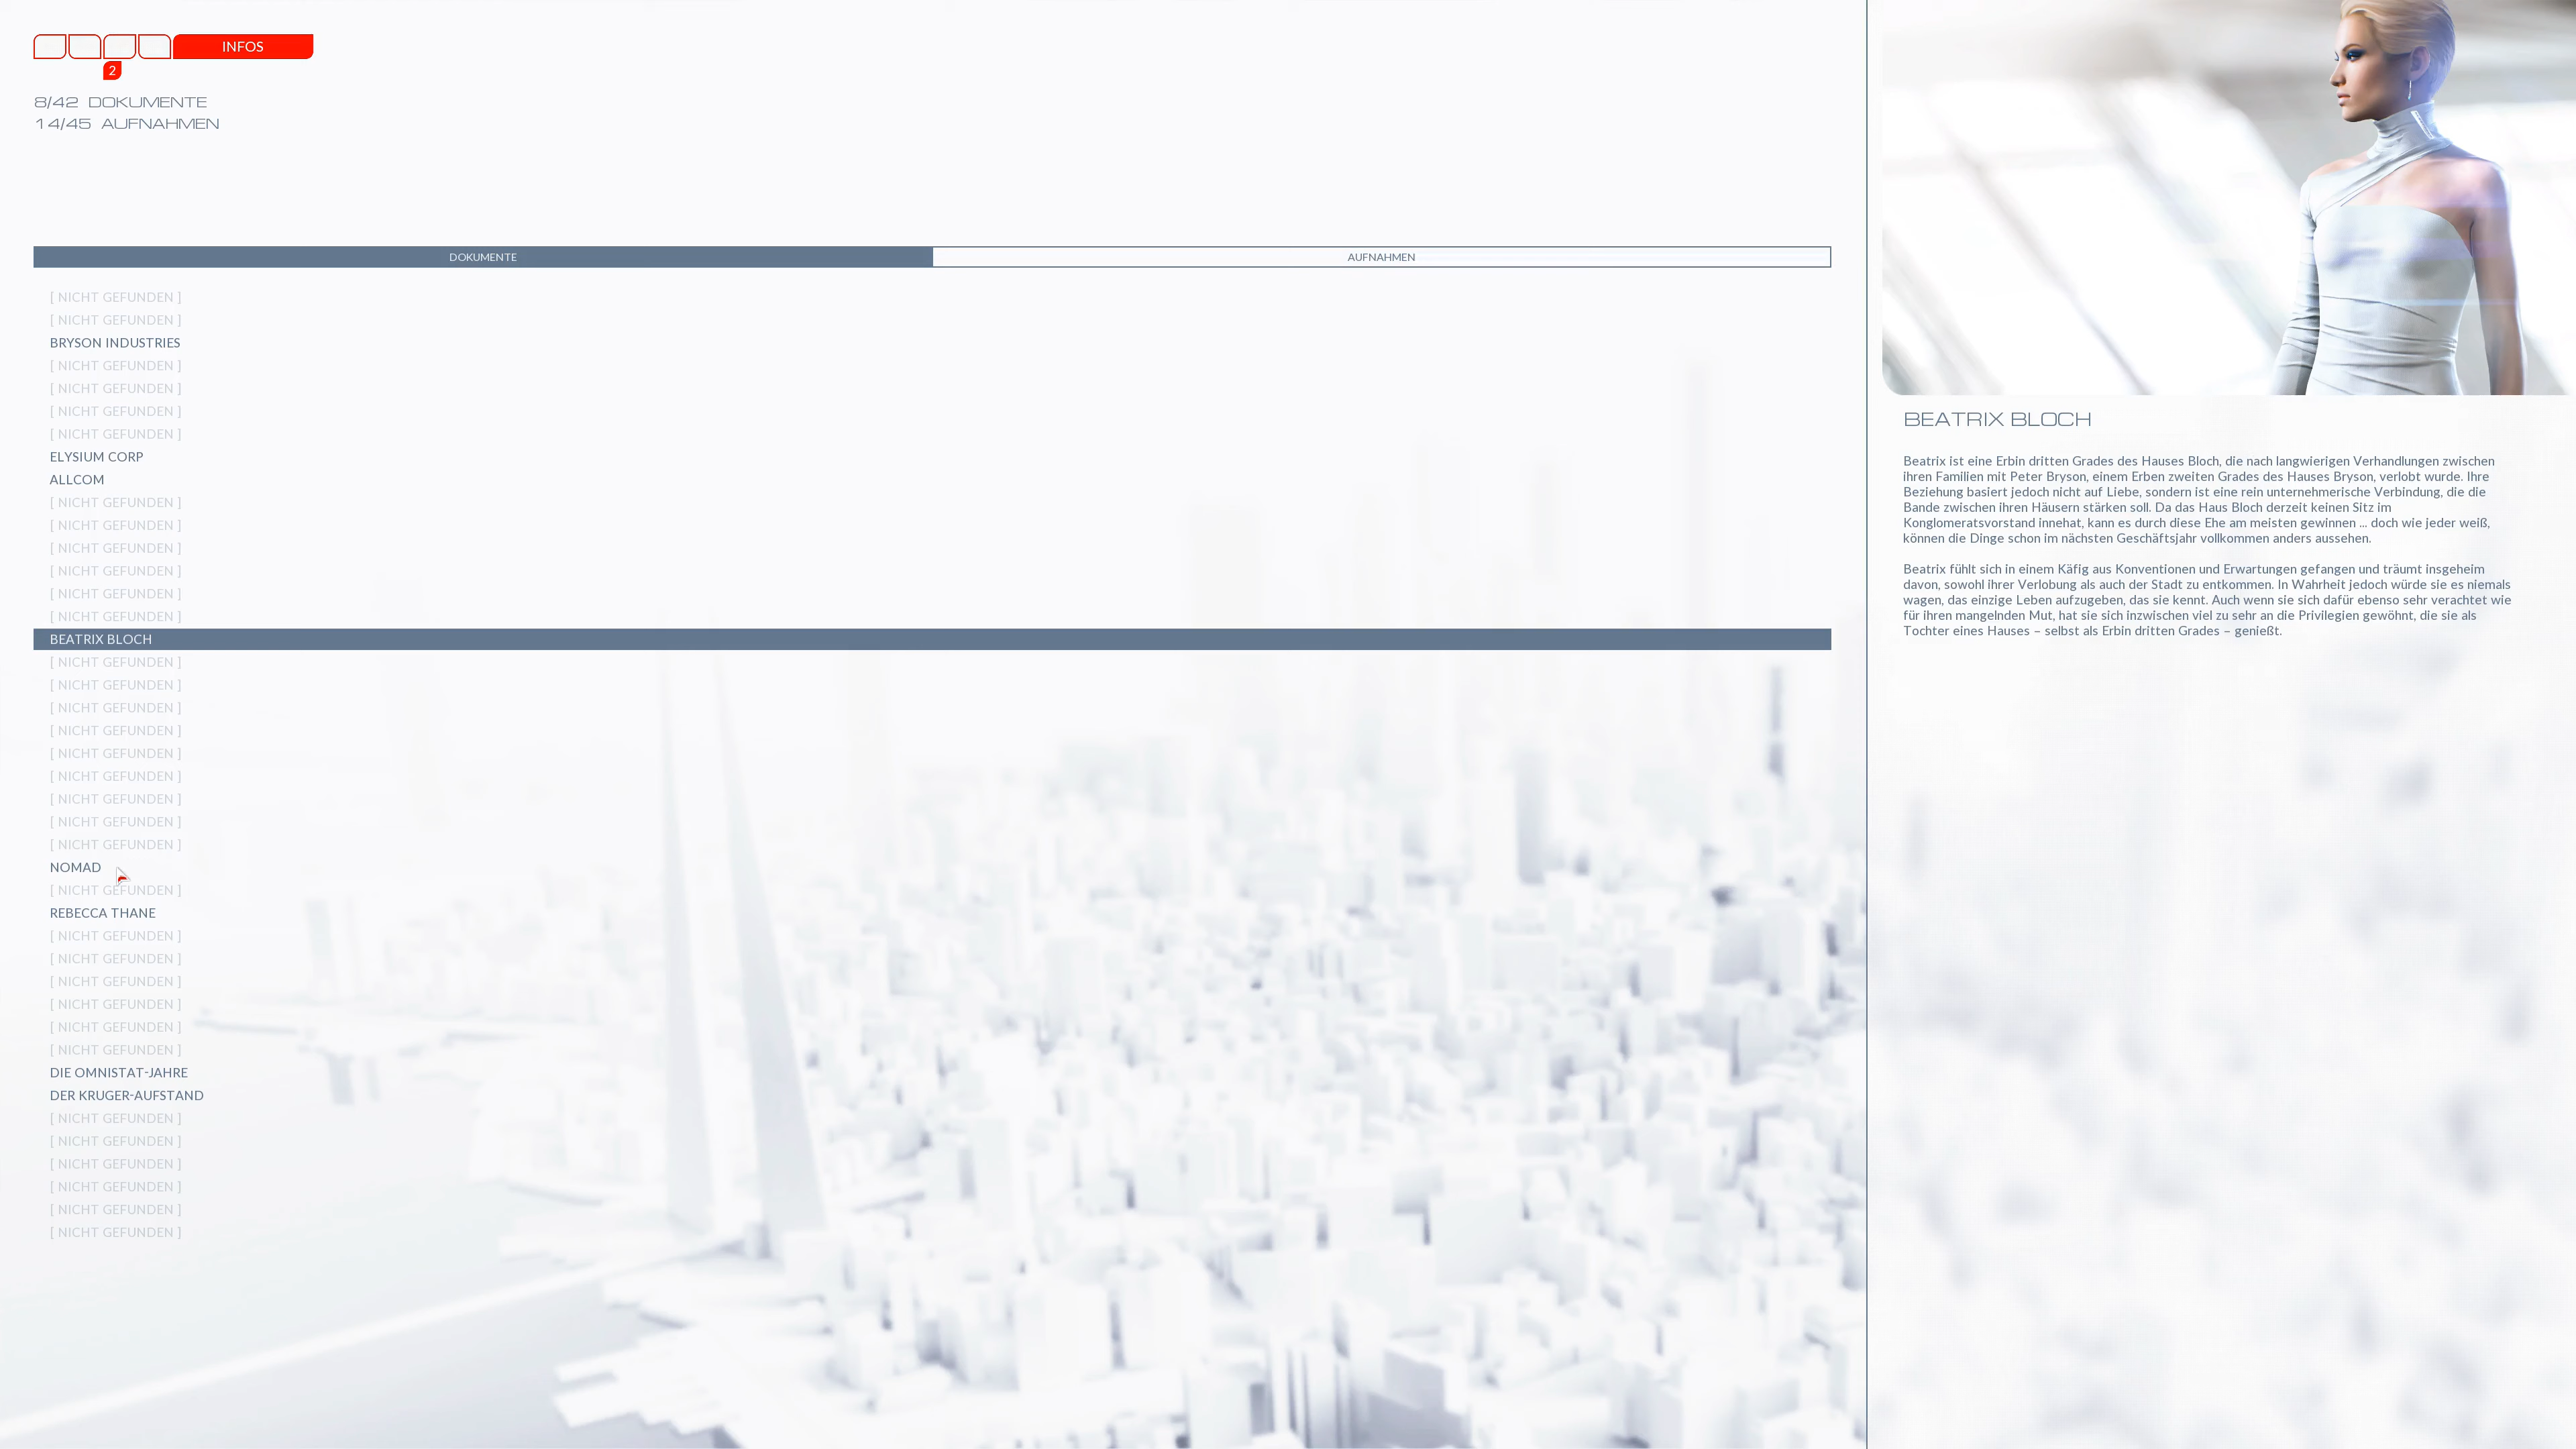 INFOS
2
8/42 DOKUMENTE
14/45 AUFNAHMEN
DOKUMENTE
AUFNAHMEN
[ NICHT GEFUNDEN ]
[ NICHT GEFUNDEN ]
BRYSON INDUSTRIES
[ NICHT GEFUNDEN ]
[ NICHT GEFUNDEN ]
[ NICHT GEFUNDEN ]
[ NICHT GEFUNDEN ]
ELYSIUM CORP
ALLCOM
[ NICHT GEFUNDEN ]
[ NICHT GEFUNDEN ]
[ NICHT GEFUNDEN ]
[ NICHT GEFUNDEN ]
[ NICHT GEFUNDEN ]
[ NICHT GEFUNDEN ]
BEATRIX BLOCH
[ NICHT GEFUNDEN ]
[ NICHT GEFUNDEN ]
[ NICHT GEFUNDEN ]
[ NICHT GEFUNDEN ]
[ NICHT GEFUNDEN ]
[ NICHT GEFUNDEN ]
[ NICHT GEFUNDEN ]
[ NICHT GEFUNDEN ]
[ NICHT GEFUNDEN ]
NOMAD
[ NICHT GEFUNDEN ]
REBECCA THANE
[ NICHT GEFUNDEN ]
[ NICHT GEFUNDEN ]
[ NICHT GEFUNDEN ]
[ NICHT GEFUNDEN ]
[ NICHT GEFUNDEN ]
[ NICHT GEFUNDEN ]
DIE OMNISTAT-JAHRE
DER KRUGER-AUFSTAND
[ NICHT GEFUNDEN ]
[ NICHT GEFUNDEN ]
[ NICHT GEFUNDEN ]
[ NICHT GEFUNDEN ]
[ NICHT GEFUNDEN ]
[ NICHT GEFUNDEN ]
BEATRIX BLOCH
Beatrix ist eine Erbin dritten Grades des Hauses Bloch, die nach langwierigen Verhandlungen zwischen
ihren Familien mit Peter Bryson, einem Erben zweiten Grades des Hauses Bryson, verlobt wurde. Ihre
Beziehung basiert jedoch nicht auf Liebe, sondern ist eine rein unternehmerische Verbindung, die die
Bande zwischen ihren Häusern stärken soll. Da das Haus Bloch derzeit keinen Sitz im
Konglomeratsvorstand innehat, kann es durch diese Ehe am meisten gewinnen ... doch wie jeder weiß,
können die Dinge schon im nächsten Geschäftsjahr vollkommen anders aussehen.
Beatrix fühlt sich in einem Käfig aus Konventionen und Erwartungen gefangen und träumt insgeheim
davon, sowohl ihrer Verlobung als auch der Stadt zu entkommen. In Wahrheit jedoch würde sie es niemals
wagen, das einzige Leben aufzugeben, das sie kennt. Auch wenn sie sich dafür ebenso sehr verachtet wie
für ihren mangelnden Mut, hat sie sich inzwischen viel zu sehr an die Privilegien gewöhnt, die sie als
Tochter eines Hauses – selbst als Erbin dritten Grades – genießt.